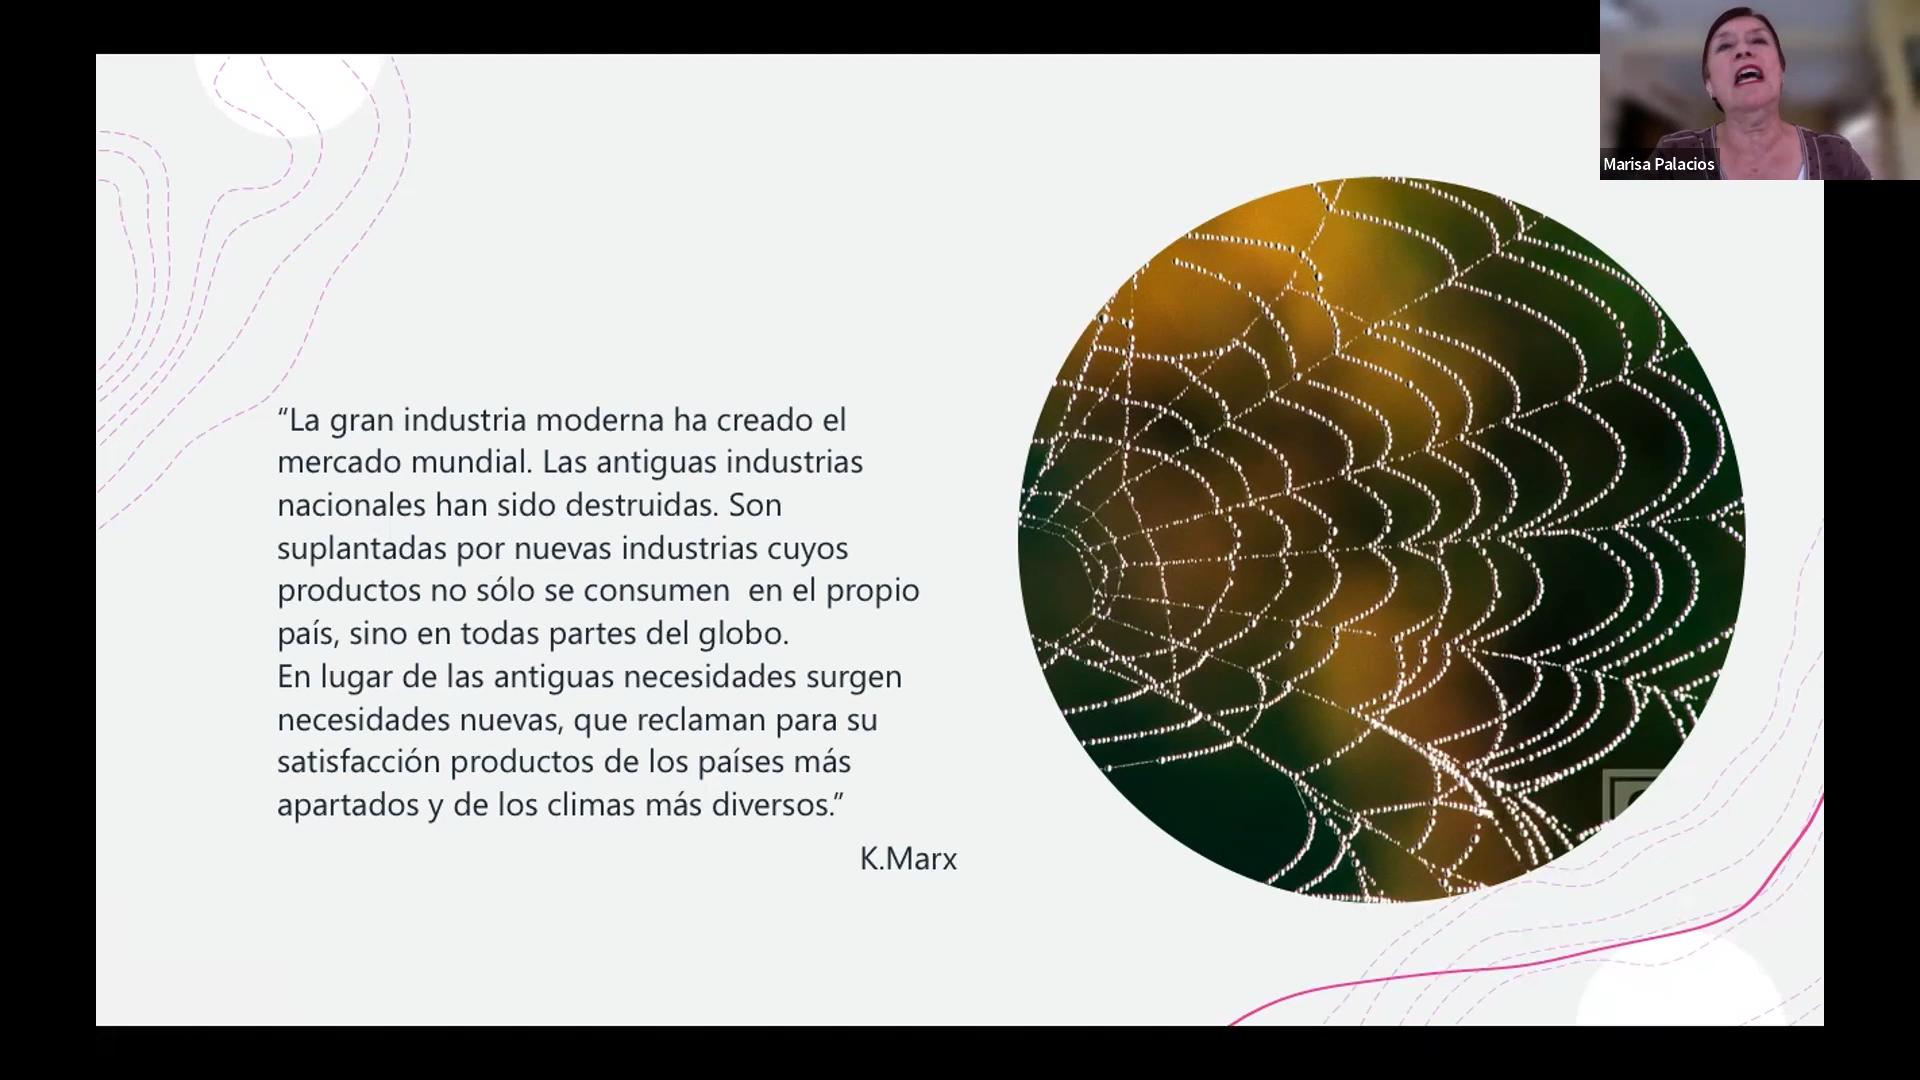 Marisa Palacios
“La gran industria moderna ha creado el
mercado mundial. Las antiguas industrias
nacionales han sido destruidas. Son
suplantadas por nuevas industrias cuyos
productos no sólo se consumen  en el propio
país, sino en todas partes del globo.
En lugar de las antiguas necesidades surgen
necesidades nuevas, que reclaman para su
satisfacción productos de los países más
apartados y de los climas más diversos.”
K.Marx